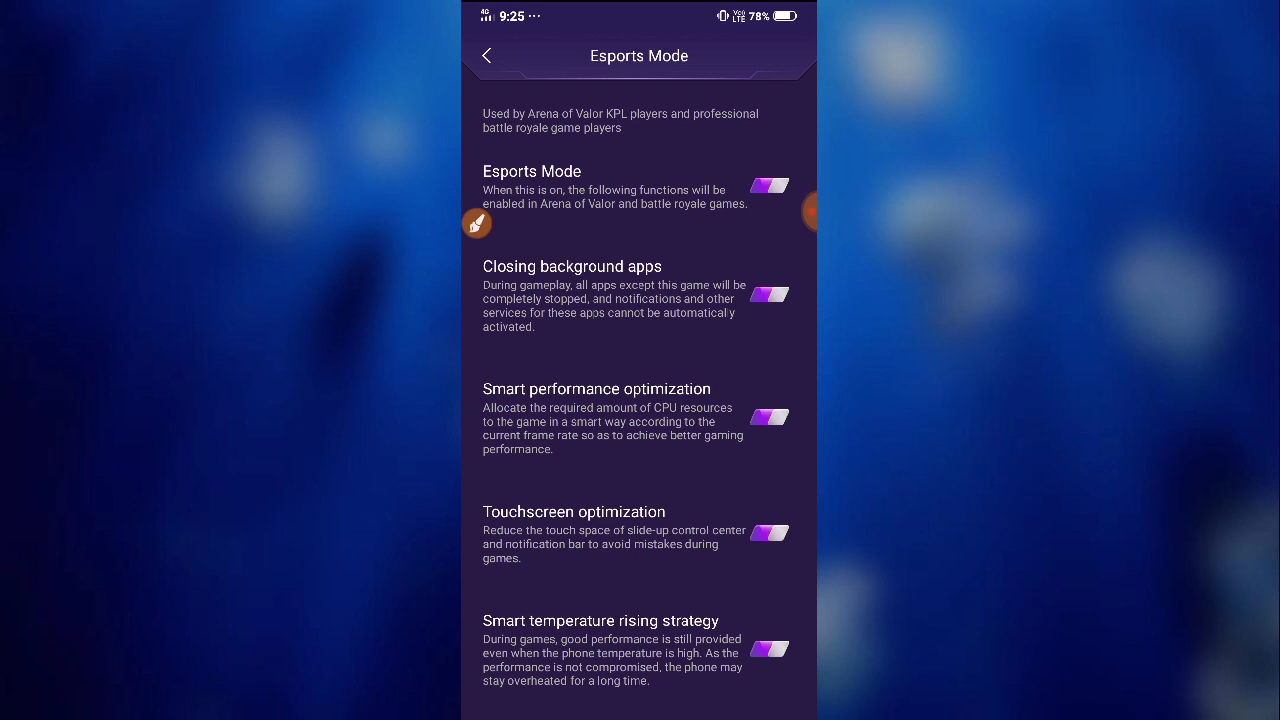 4G 9:25 ··· Vo) LTE 78%
Esports Mode
Used by Arena of Valor KPL players and professional
battle royale game players
Esports Mode
When this is on, the following functions will be
enabled in Arena of Valor and battle royale games.
Closing background apps
During gameplay, all apps except this game will be
completely stopped, and notifications and other
services for these apps cannot be automatically
activated.
Smart performance optimization
Allocate the required amount of CPU resources
to the game in a smart way according to the
current frame rate so as to achieve better gaming
performance.
Touchscreen optimization
Reduce the touch space of slide-up control center
and notification bar to avoid mistakes during
games.
Smart temperature rising strategy
During games, good performance is still provided
even when the phone temperature is high. As the
performance is not compromised, the phone may
stay overheated for a long time.